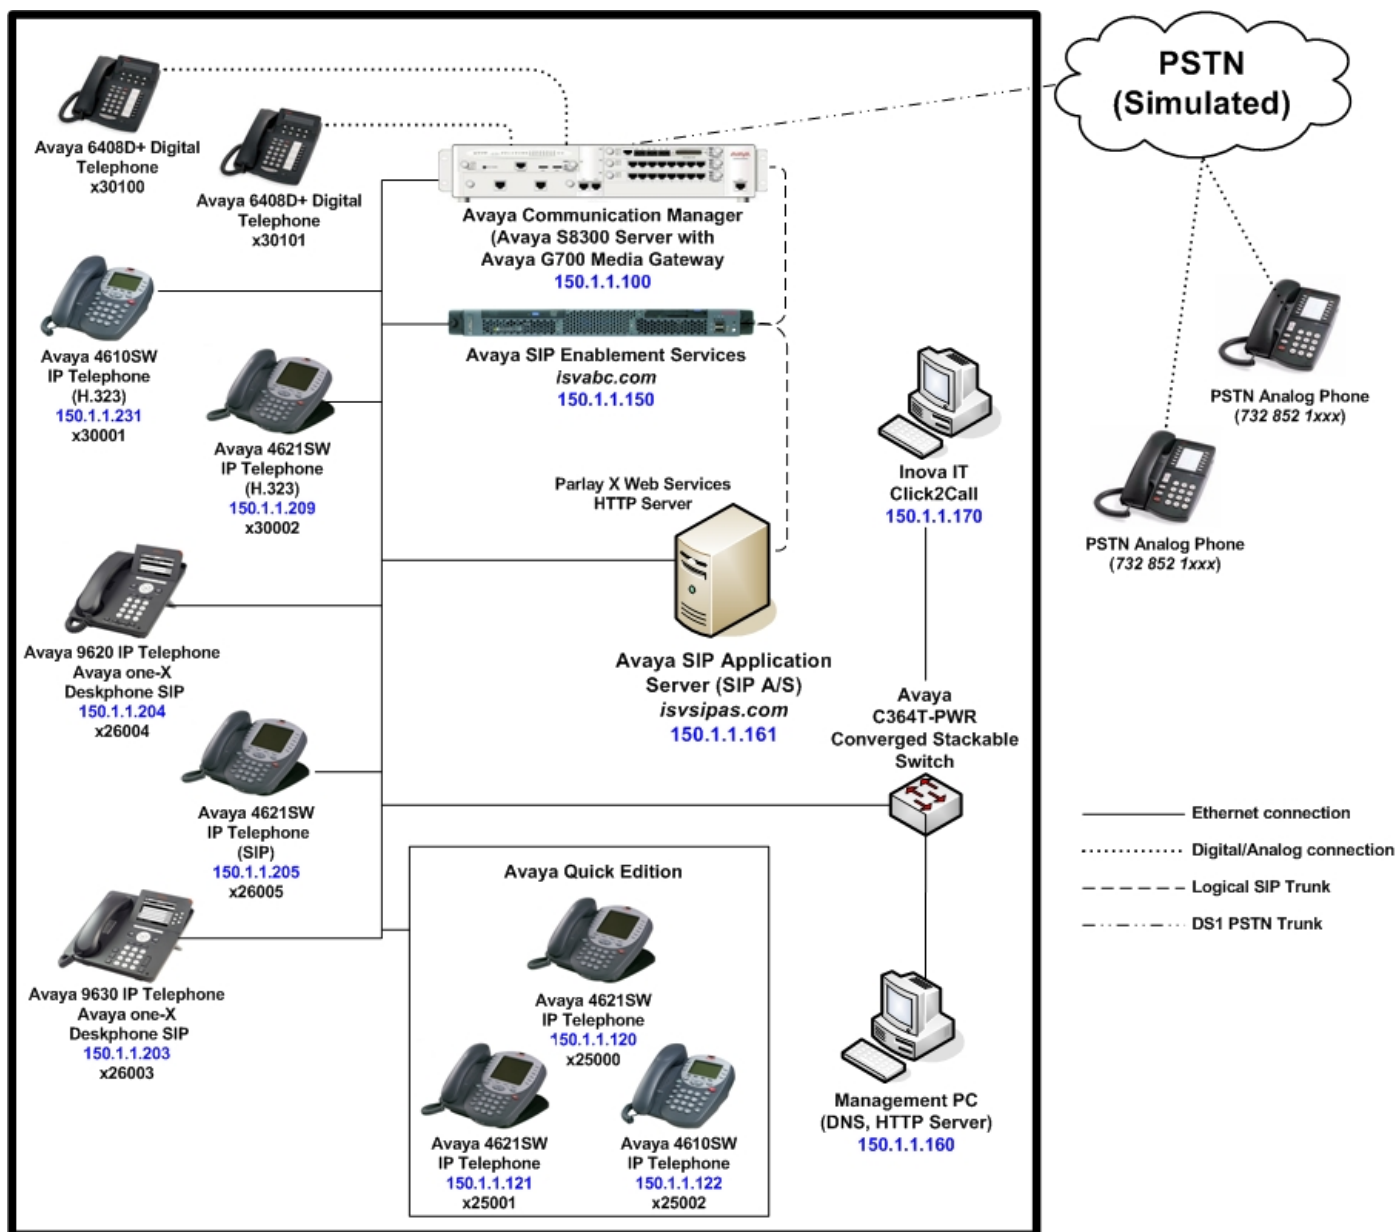 PSTN
(Simulated)
Avaya 6408D+ Digital
Telephone
x30100
Avaya 6408D+ Digital
Telephone
x30101
Avaya Communication Manager
(Avaya S8300 Server with
Avaya G700 Media Gateway
150.1.1.100
Avaya 4610SW
IP Telephone
(H.323)
150.1.1.231
x30001
Avaya SIP Enablement Services
isvabc.com
150.1.1.150
Avaya 4621SW
IP Telephone
(H.323)
150.1.1.209
x30002
PSTN Analog Phone
(732 852 1xxx)
PSTN Analog Phone
(732 852 1xxx)
Inova IT
Click2Call
150.1.1.170
Parlay X Web Services
HTTP Server
Avaya SIP Application
Server (SIP A/S)
isvsipas.com
150.1.1.161
Avaya 9620 IP Telephone
Avaya one-X
Deskphone SIP
150.1.1.204
x26004
Avaya
C364T-PWR
Converged Stackable
Switch
Avaya 4621SW
IP Telephone
(SIP)
150.1.1.205
x26005
Ethernet connection
Digital/Analog connection
Logical SIP Trunk
DS1 PSTN Trunk
Avaya 9630 IP Telephone
Avaya one-X
Deskphone SIP
150.1.1.203
x26003
Avaya Quick Edition
Avaya 4621SW
IP Telephone
150.1.1.120
x25000
Avaya 4621SW
IP Telephone
150.1.1.121
x25001
Avaya 4610SW
IP Telephone
150.1.1.122
x25002
Management PC
(DNS, HTTP Server)
150.1.1.160